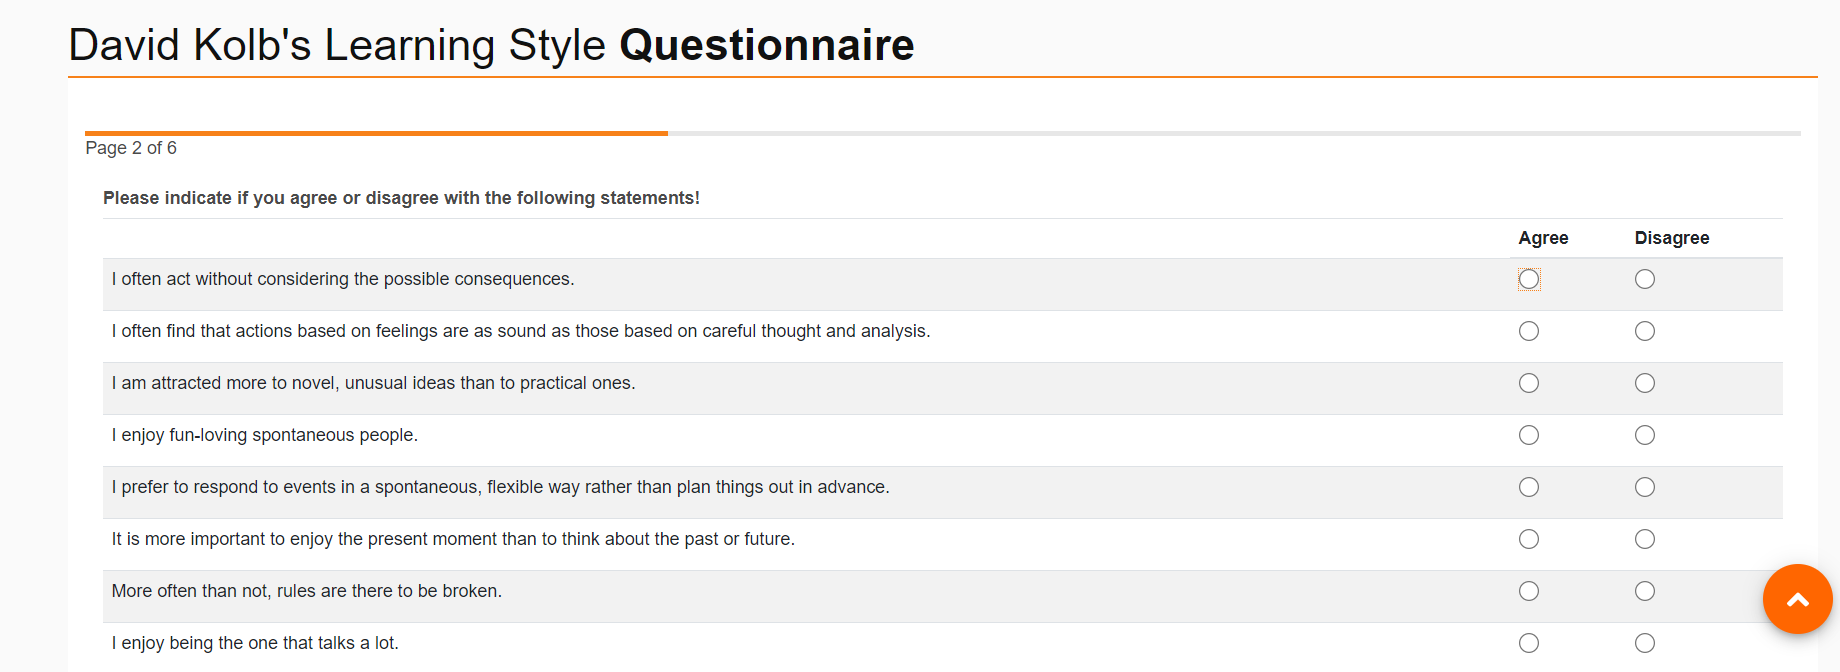 David Kolb's Learning Style Questionnaire
Page 2 of 6
Please indicate if you agree or disagree with the following statements!
Agree Disagree
I often act without considering the possible consequences.
I often find that actions based on feelings are as sound as those based on careful thought and analysis.
I am attracted more to novel, unusual ideas than to practical ones.
I enjoy fun-loving spontaneous people.
I prefer to respond to events in a spontaneous, flexible way rather than plan things out in advance.
It is more important to enjoy the present moment than to think about the past or future.
More often than not, rules are there to be broken.
I enjoy being the one that talks a lot.